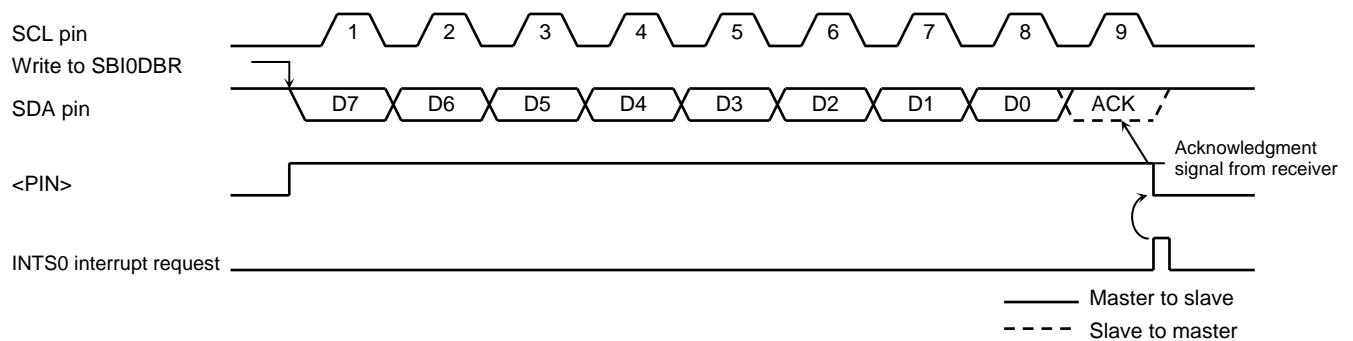 SCL pin
1 2 3 4 5 6 7 8 9
Write to SBI0DBR
SDA pin
D7 D6 D5 D4 D3 D2 D1 D0 ACK
Acknowledgment
signal from receiver
<PIN>
INTS0 interrupt request
Master to slave
Slave to master